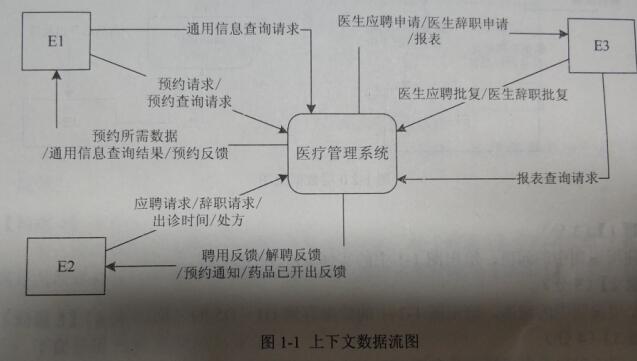 E1
通用信息查询请求
医生应聘申请/医生辞职申请
/报表
E3
预约请求/
预约查询请求
医生应聘批复/医生辞职批复
预约所需数据
/通用信息查询结果/预约反馈
医疗管理系统
报表查询请求
应聘请求/辞职请求/
出诊时间/处方
E2
聘用反馈/解聘反馈
/预约通知/药品已开出反馈
图 1-1 上下文数据流图